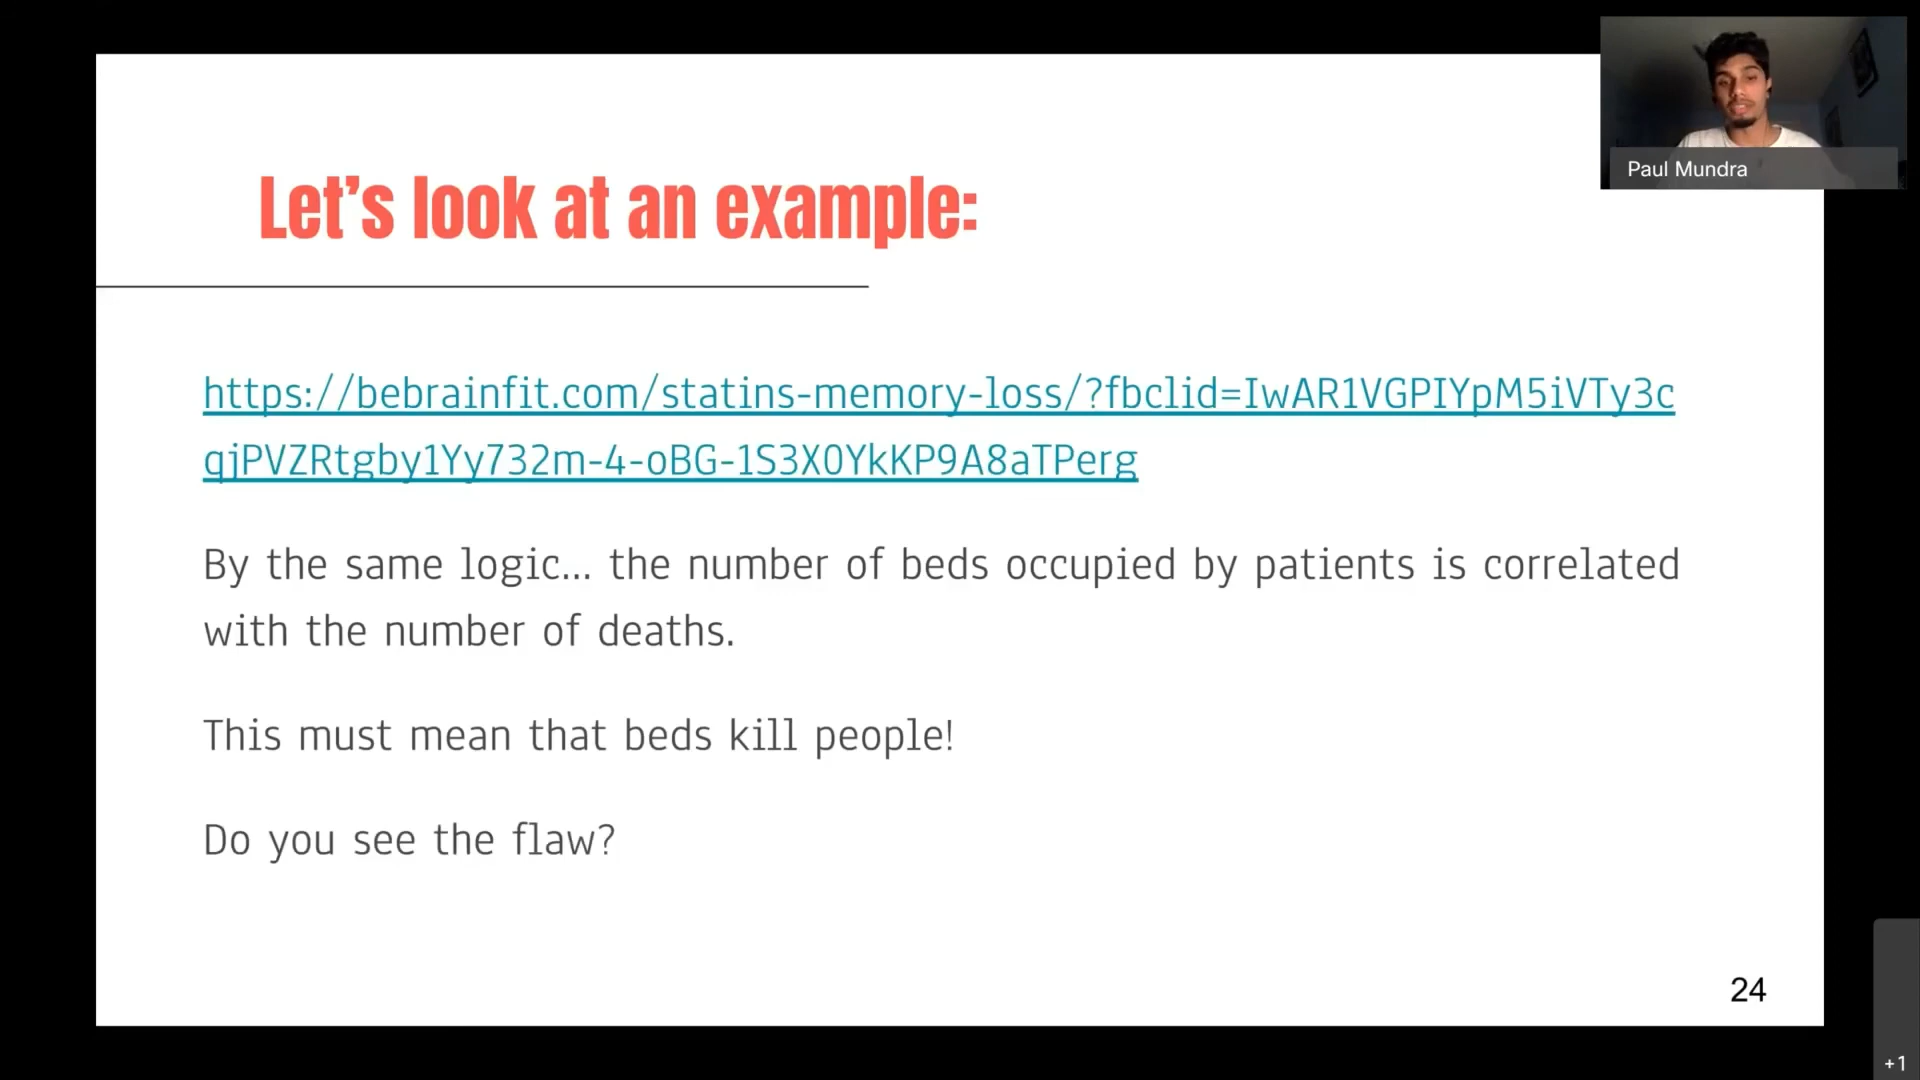 Paul Mundra
Let's look at an example:
https://bebrainfit.com/statins-memory-loss/?fbclid=IwAR1VGPIYpM5iVTy3c
qjPVZRtgby1Yy732m-4-oBG-1S3X0YkKP9A8aTPerg
By the same logic... the number of beds occupied by patients is correlated
with the number of deaths.
This must mean that beds kill people!
Do you see the flaw?
24
+1